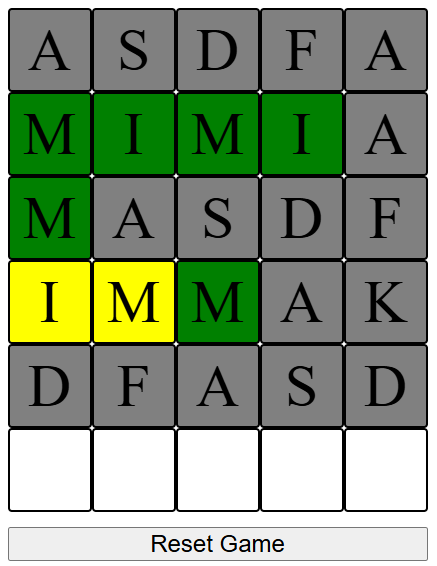 A S D F A
M I M I A
M A S D F
I M M A K
D F A S D
Reset Game